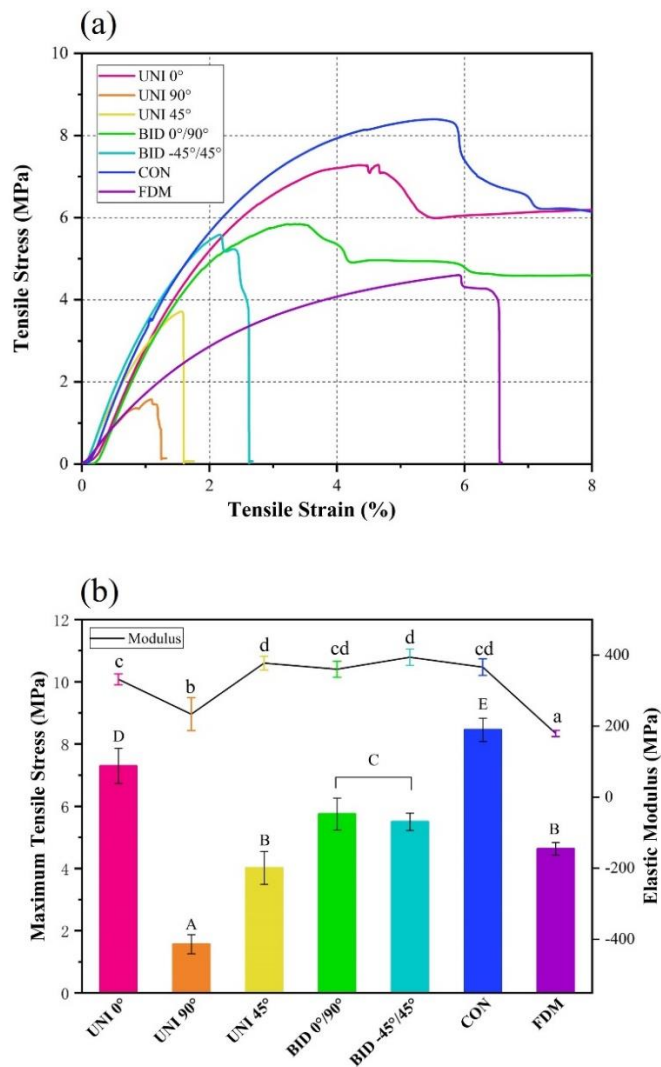 (a)
10
8
6
4
2
0
Tensile Stress (MPa)
UNI 0°
UNI 90°
UNI 45°
BID 0°/90°
BID -45°/45°
CON
FDM
0 2 4 6 8
Tensile Strain (%)
(b)
12
10
8
6
4
2
0
Maximum Tensile Stress (MPa)
Modulus
c b d cd d cd a
D A B C E B
400
200
0
-200
-400
Elastic Modulus (MPa)
UNI 0°
UNI 90°
UNI 45°
BID 0°/90°
BID -45°/45°
CON
FDM